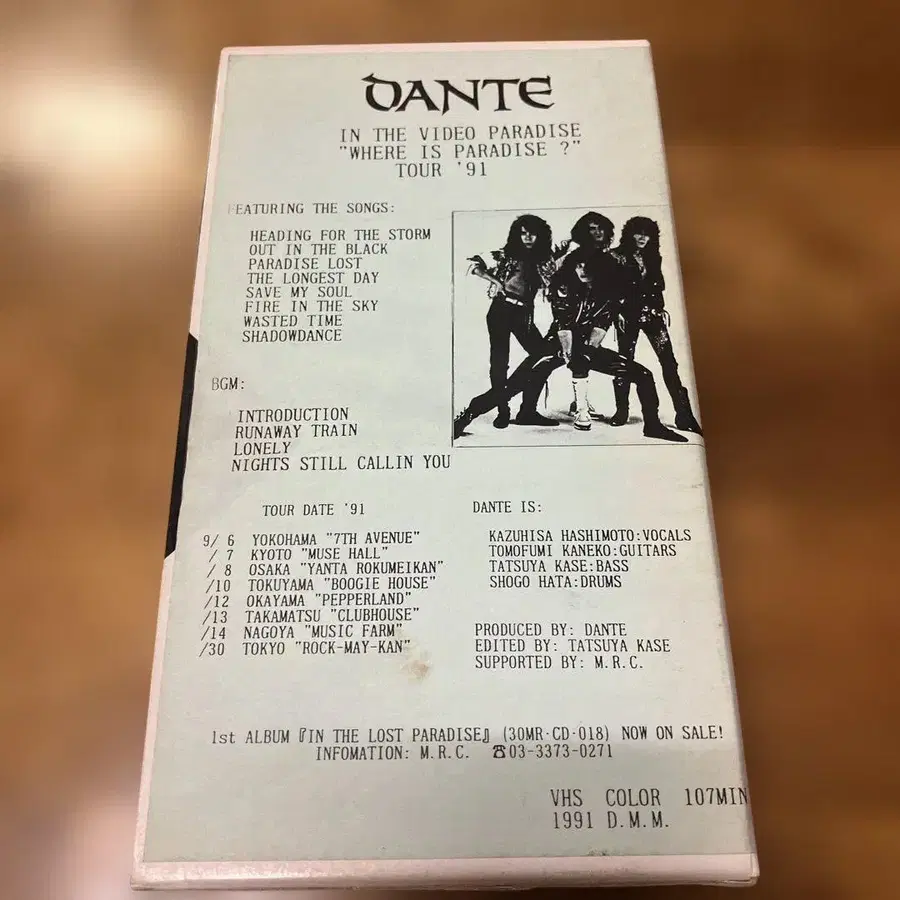 DANTE
IN THE VIDEO PARADISE
"WHERE IS PARADISE ?"
TOUR '91
FEATURING THE SONGS:
HEADING FOR THE STORM
OUT IN THE BLACK
PARADISE LOST
THE LONGEST DAY
SAVE MY SOUL
FIRE IN THE SKY
WASTED TIME
SHADOWDANCE
BGM:
INTRODUCTION
RUNAWAY TRAIN
LONELY
NIGHTS STILL CALLIN YOU
TOUR DATE '91
9/ 6 YOKOHAMA "7TH AVENUE"
/ 7 KYOTO "MUSE HALL"
/ 8 OSAKA "YANTA ROKUMEIKAN"
/10 TOKUYAMA "BOOGIE HOUSE"
/12 OKAYAMA "PEPPERLAND"
/13 TAKAMATSU "CLUBHOUSE"
/14 NAGOYA "MUSIC FARM"
/30 TOKYO "ROCK-MAY-KAN"
DANTE IS:
KAZUHISA HASHIMOTO:VOCALS
TOMOFUMI KANEKO:GUITARS
TATSUYA KASE:BASS
SHOGO HATA:DRUMS
PRODUCED BY: DANTE
EDITED BY: TATSUYA KASE
SUPPORTED BY: M.R.C.
1st ALBUM『IN THE LOST PARADISE』(30MR·CD·018) NOW ON SALE!
INFOMATION: M.R.C. ☎03-3373-0271
VHS COLOR 107MIN
1991 D.M.M.